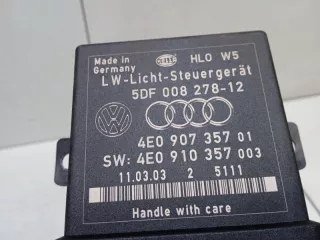 Made in
Germany
HELLA
HLO W5
LW-Licht-Steuergerät
5DF 008 278-12
4E0 907 357 01
SW: 4E0 910 357 003
11.03.03 2 5111
Handle with care